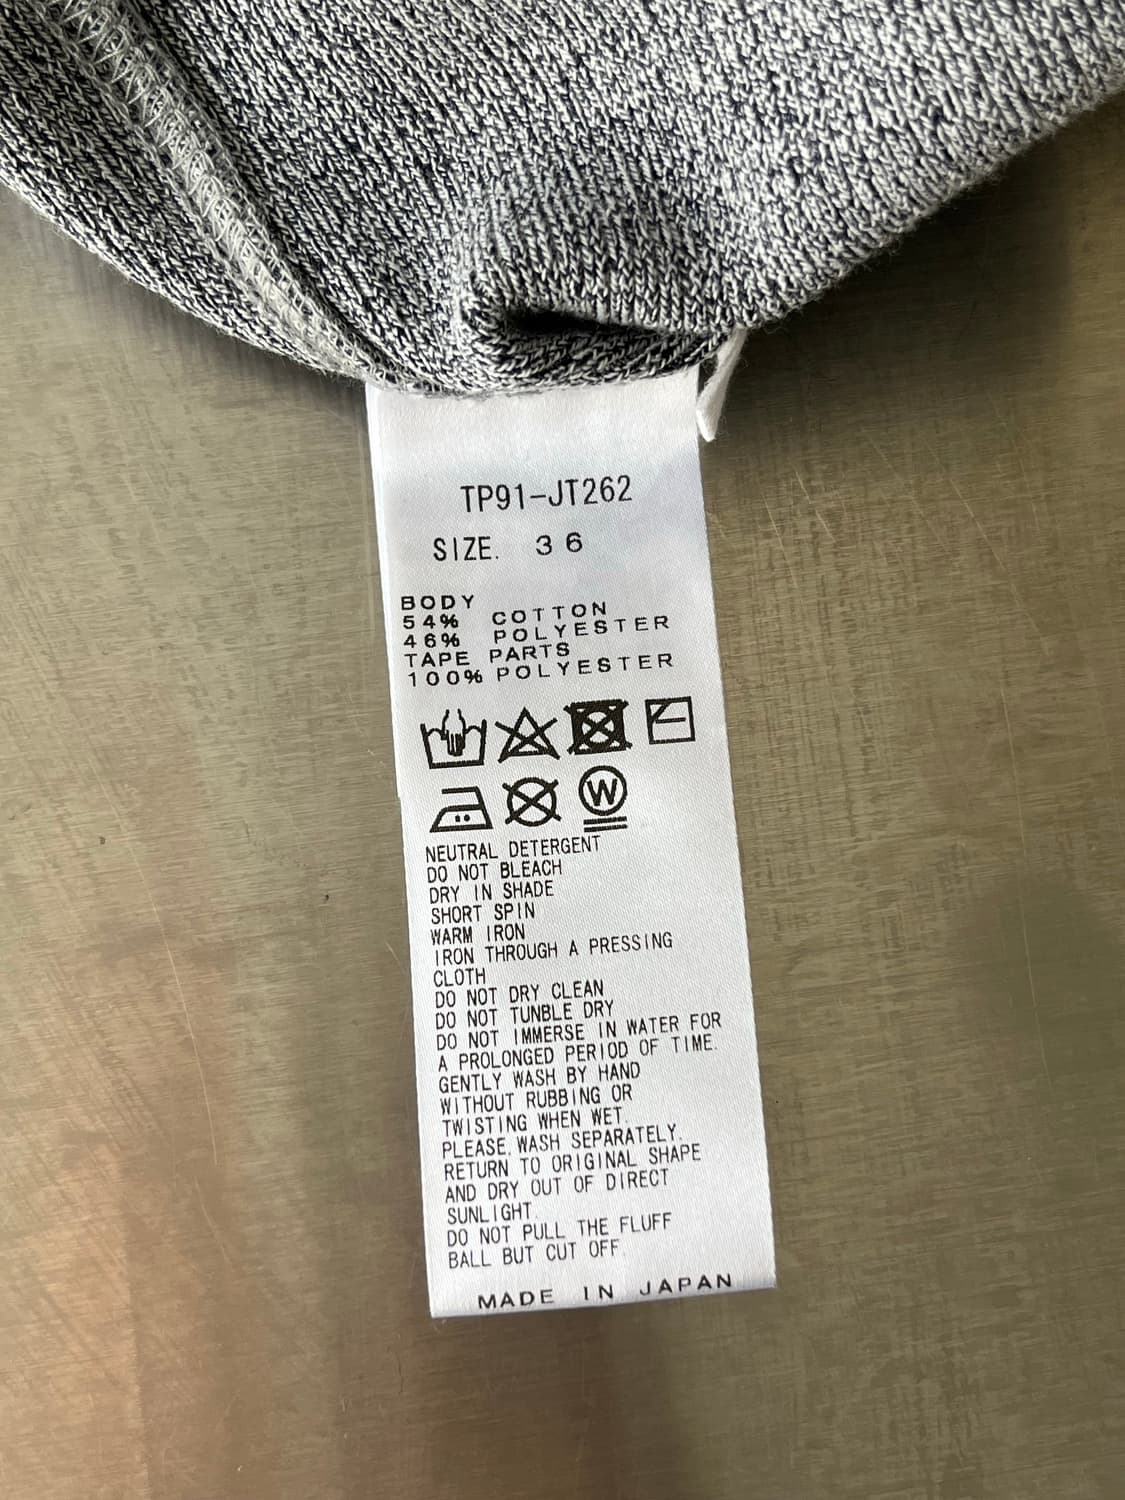 TP91-JT262
SIZE. 36
BODY
54% COTTON
46% POLYESTER
TAPE PARTS
100% POLYESTER
W
NEUTRAL DETERGENT
DO NOT BLEACH
DRY IN SHADE
SHORT SPIN
WARM IRON
IRON THROUGH A PRESSING
CLOTH
DO NOT DRY CLEAN
DO NOT TUNBLE DRY
DO NOT IMMERSE IN WATER FOR
A PROLONGED PERIOD OF TIME.
GENTLY WASH BY HAND
WITHOUT RUBBING OR
TWISTING WHEN WET.
PLEASE.WASH SEPARATELY.
RETURN TO ORIGINAL SHAPE
AND DRY OUT OF DIRECT
SUNLIGHT.
DO NOT PULL THE FLUFF
BALL BUT CUT OFF.
MADE IN JAPAN